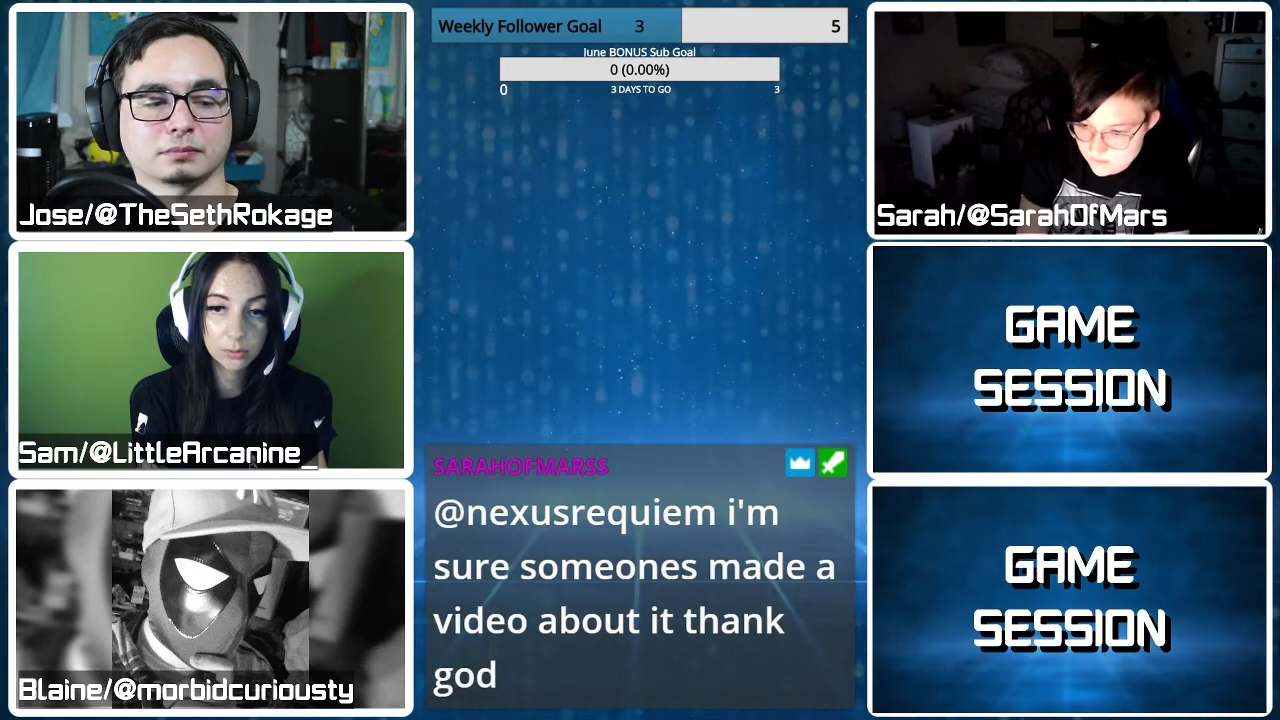 Weekly Follower Goal 3 5
June BONUS Sub Goal
0 (0.00%)
0 3 DAYS TO GO 3
Jose/@TheSethRokage
Sarah/@SarahOfMars
Sam/@LittleArcanine_
GAME
SESSION
Blaine/@morbidcuriousty
SARAHOFMARSS
@nexusrequiem i'm
sure someones made a
video about it thank
god
GAME
SESSION